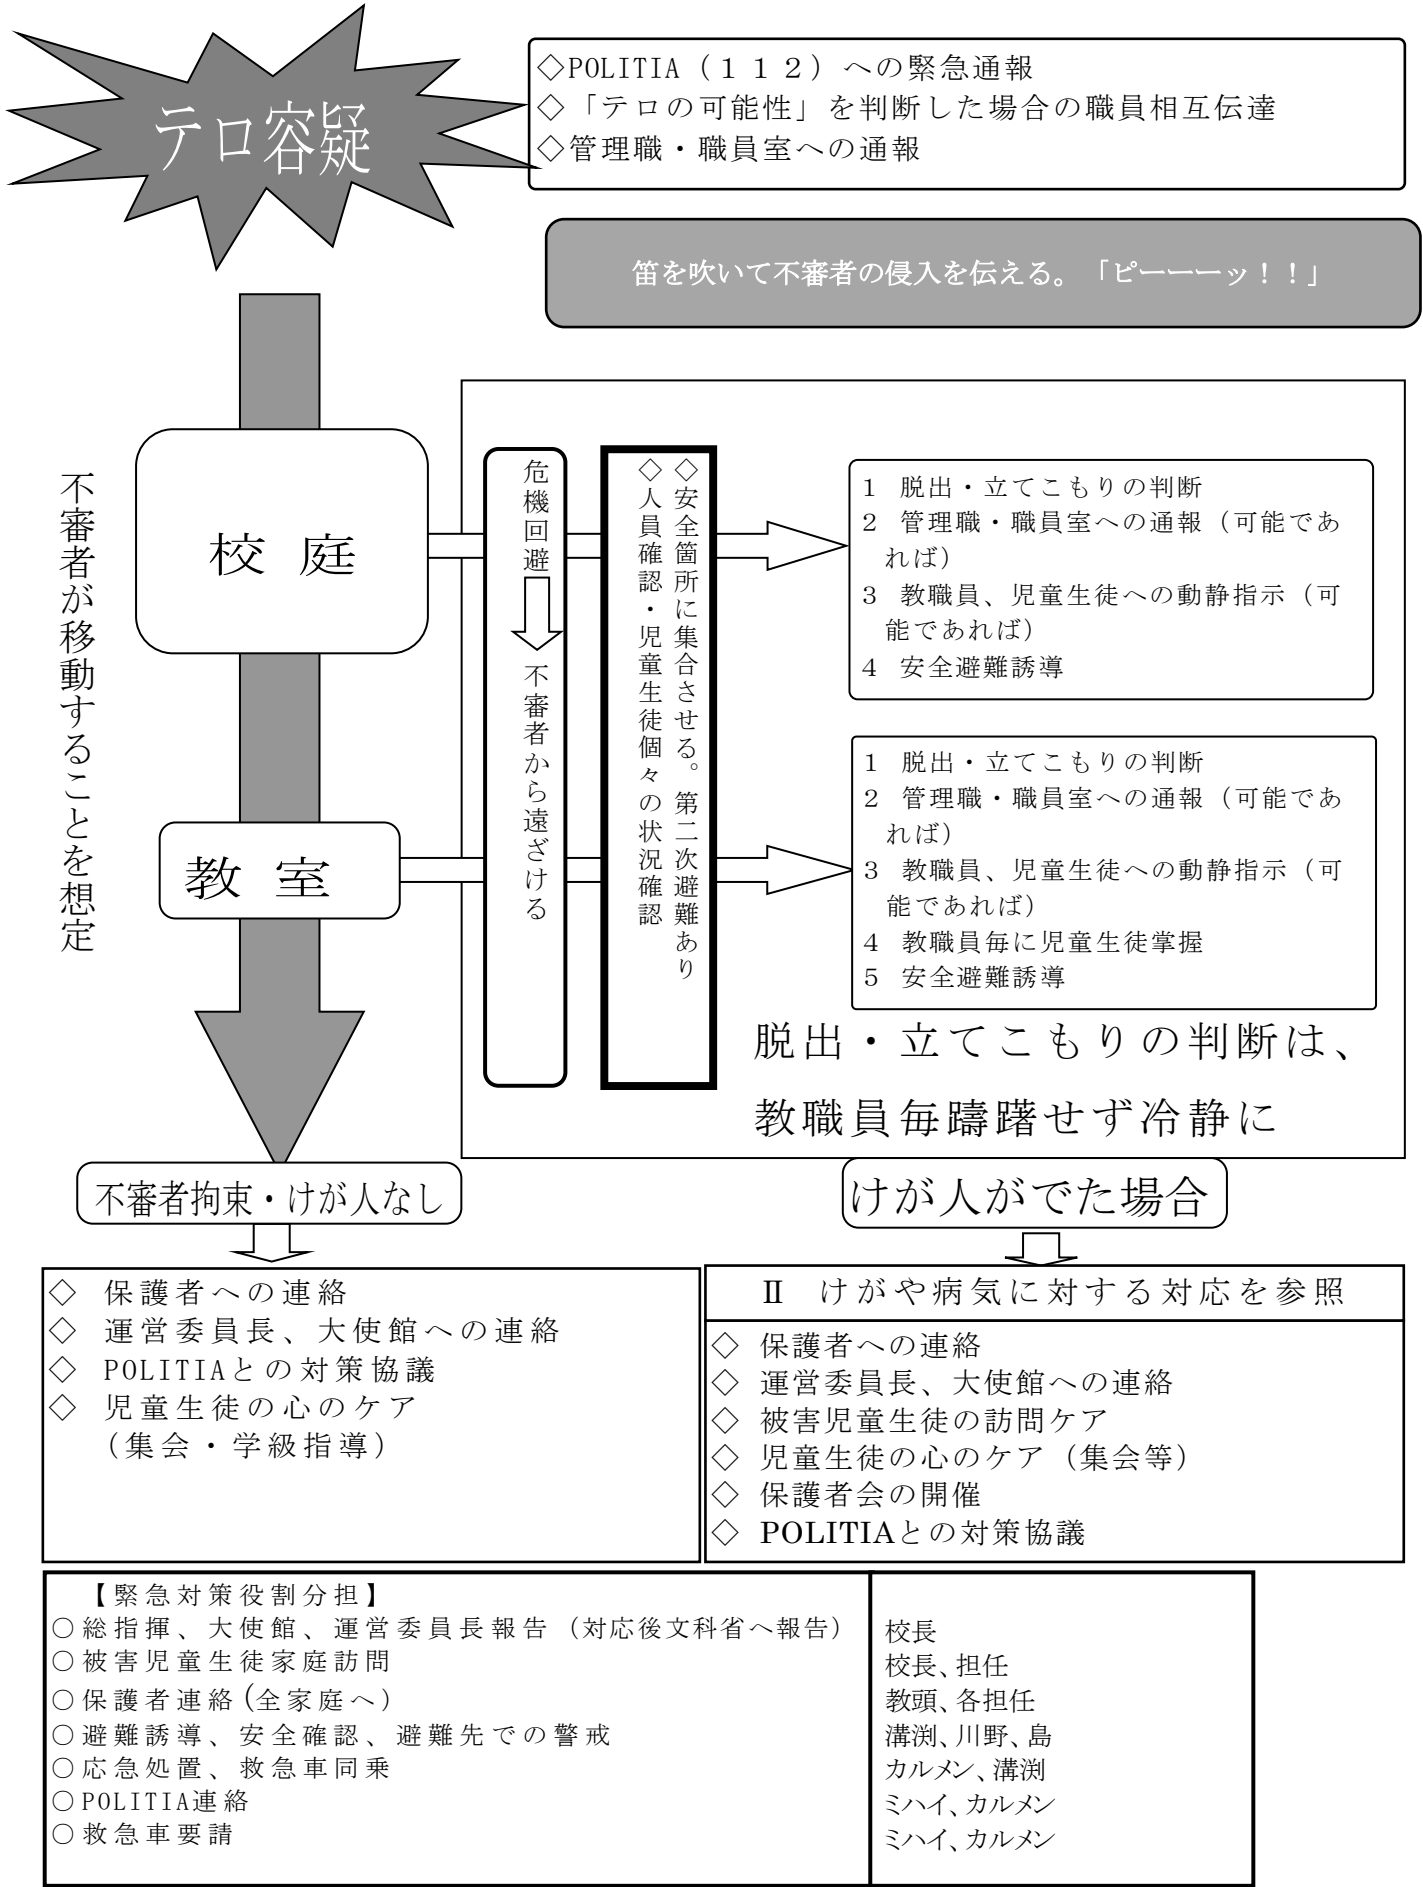 テロ容疑
◇POLITIA（１１２）への緊急通報
◇「テロの可能性」を判断した場合の職員相互伝達
◇管理職・職員室への通報
笛を吹いて不審者の侵入を伝える。「ピーーーッ！！」
不審者が移動することを想定
校 庭
教 室
危機回避
不審者から遠ざける
◇安全箇所に集合させる。第二次避難あり
◇人員確認・児童生徒個々の状況確認
１ 脱出・立てこもりの判断
２ 管理職・職員室への通報（可能であ
れば）
３ 教職員、児童生徒への動静指示（可
能であれば）
４ 安全避難誘導
１ 脱出・立てこもりの判断
２ 管理職・職員室への通報（可能であ
れば）
３ 教職員、児童生徒への動静指示（可
能であれば）
４ 教職員毎に児童生徒掌握
５ 安全避難誘導
脱出・立てこもりの判断は、
教職員毎躊躇せず冷静に
不審者拘束・けが人なし
◇ 保護者への連絡
◇ 運営委員長、大使館への連絡
◇ POLITIAとの対策協議
◇ 児童生徒の心のケア
（集会・学級指導）
けが人がでた場合
Ⅱ けがや病気に対する対応を参照
◇ 保護者への連絡
◇ 運営委員長、大使館への連絡
◇ 被害児童生徒の訪問ケア
◇ 児童生徒の心のケア（集会等）
◇ 保護者会の開催
◇ POLITIAとの対策協議
【緊急対策役割分担】
○総指揮、大使館、運営委員長報告（対応後文科省へ報告） 校長
○被害児童生徒家庭訪問 校長、担任
○保護者連絡（全家庭へ） 教頭、各担任
○避難誘導、安全確認、避難先での警戒 溝渕、川野、島
○応急処置、救急車同乗 カルメン、溝渕
○POLITIA連絡 ミハイ、カルメン
○救急車要請 ミハイ、カルメン